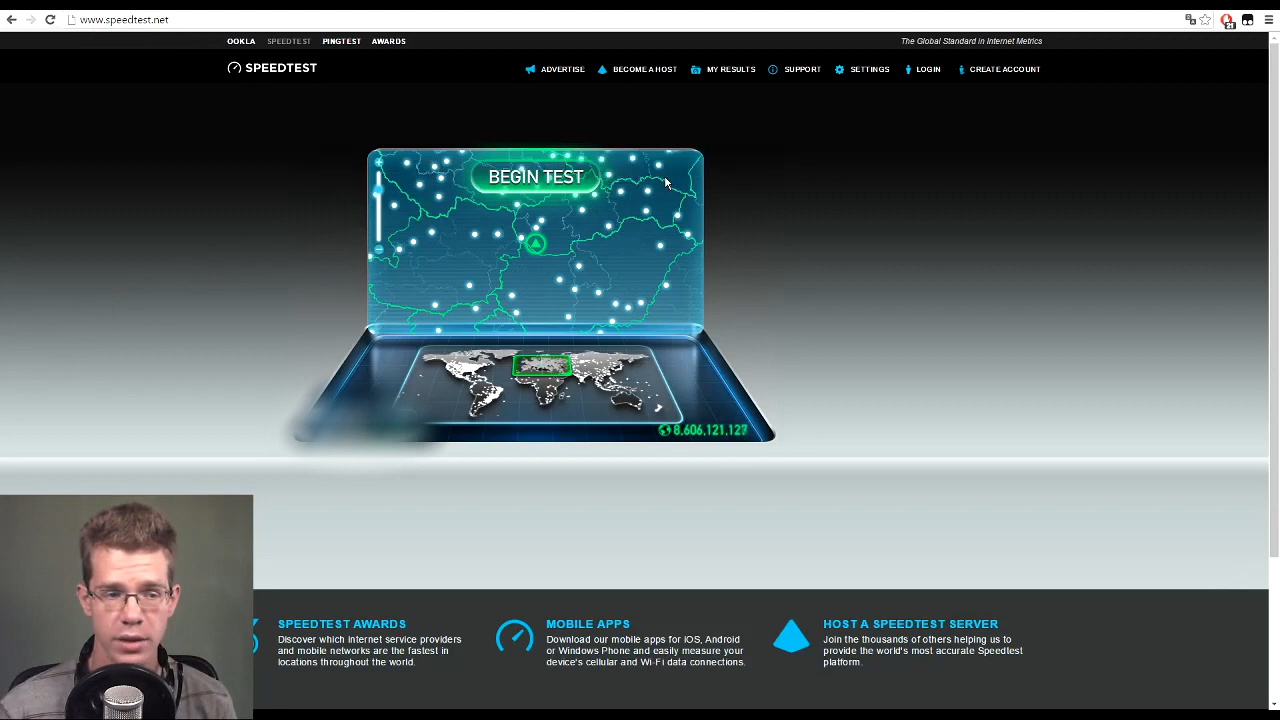 www.speedtest.net
OOKLA SPEEDTEST PINGTEST AWARDS
The Global Standard in Internet Metrics
SPEEDTEST
ADVERTISE BECOME A HOST MY RESULTS SUPPORT SETTINGS LOGIN CREATE ACCOUNT
BEGIN TEST
8,606,121,127
SPEEDTEST AWARDS
Discover which Internet service providers
and mobile networks are the fastest in
locations throughout the world.
MOBILE APPS
Download our mobile apps for iOS, Android
or Windows Phone and easily measure your
device's cellular and Wi-Fi data connections.
HOST A SPEEDTEST SERVER
Join the thousands of others helping us to
provide the world's most accurate Speedtest
platform.